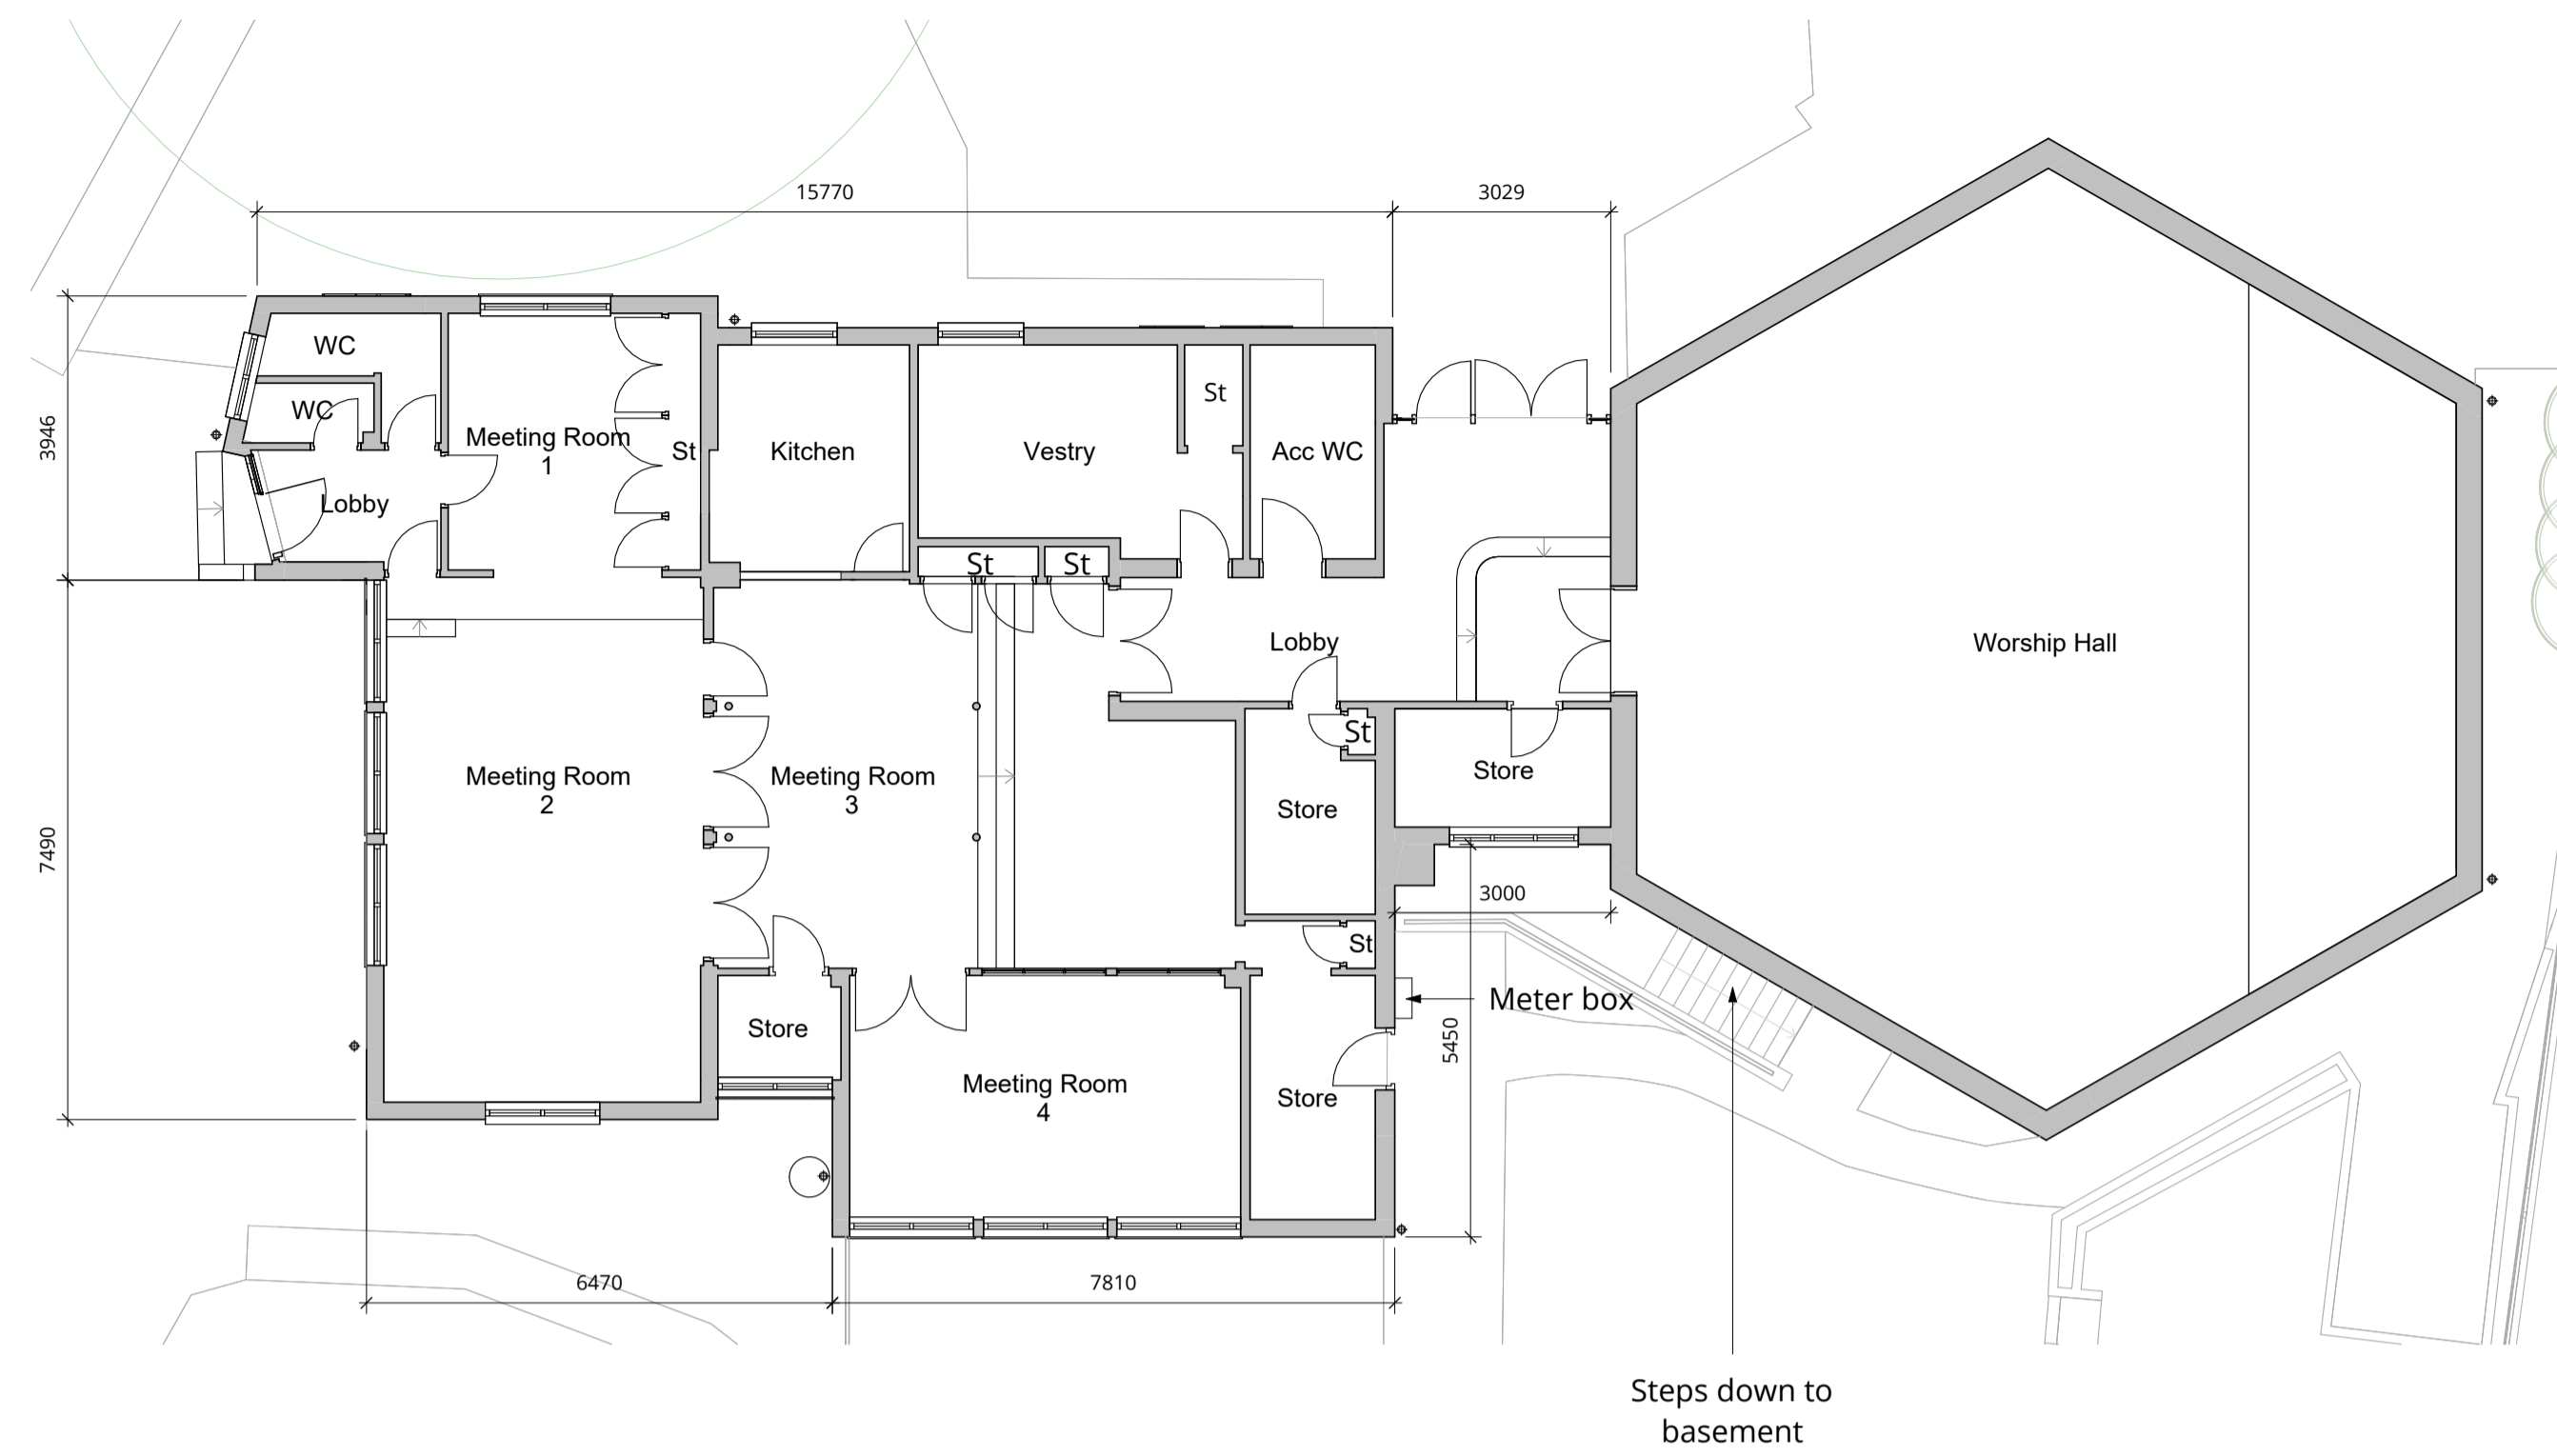 15770
3029
WC
WC
3946
St
Meeting Room
1
St
Kitchen
Vestry
Acc WC
Lobby
St
St
Lobby
Worship Hall
St
Store
Meeting Room
2
Meeting Room
3
Store
7490
3000
St
Meter box
Store
5450
Meeting Room
4
Store
6470
7810
Steps down to
basement